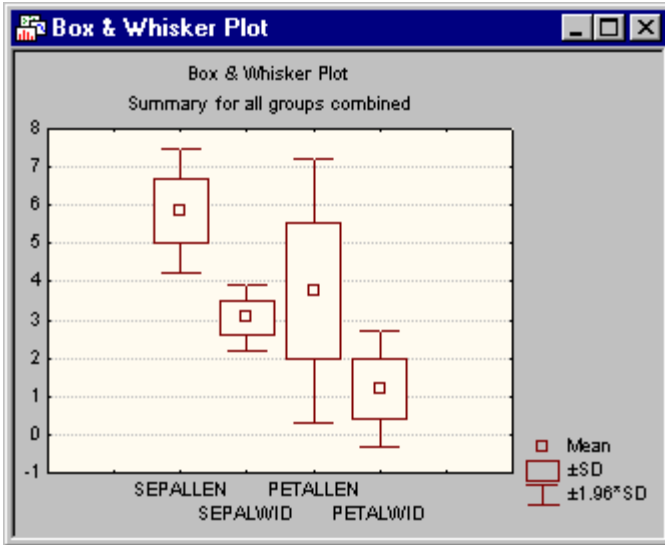 Box & Whisker Plot
Box & Whisker Plot
Summary for all groups combined
8
7
6
5
4
3
2
1
0
-1
SEPALLEN
SEPALWID
PETALLEN
PETALWID
Mean
±SD
±1.96*SD